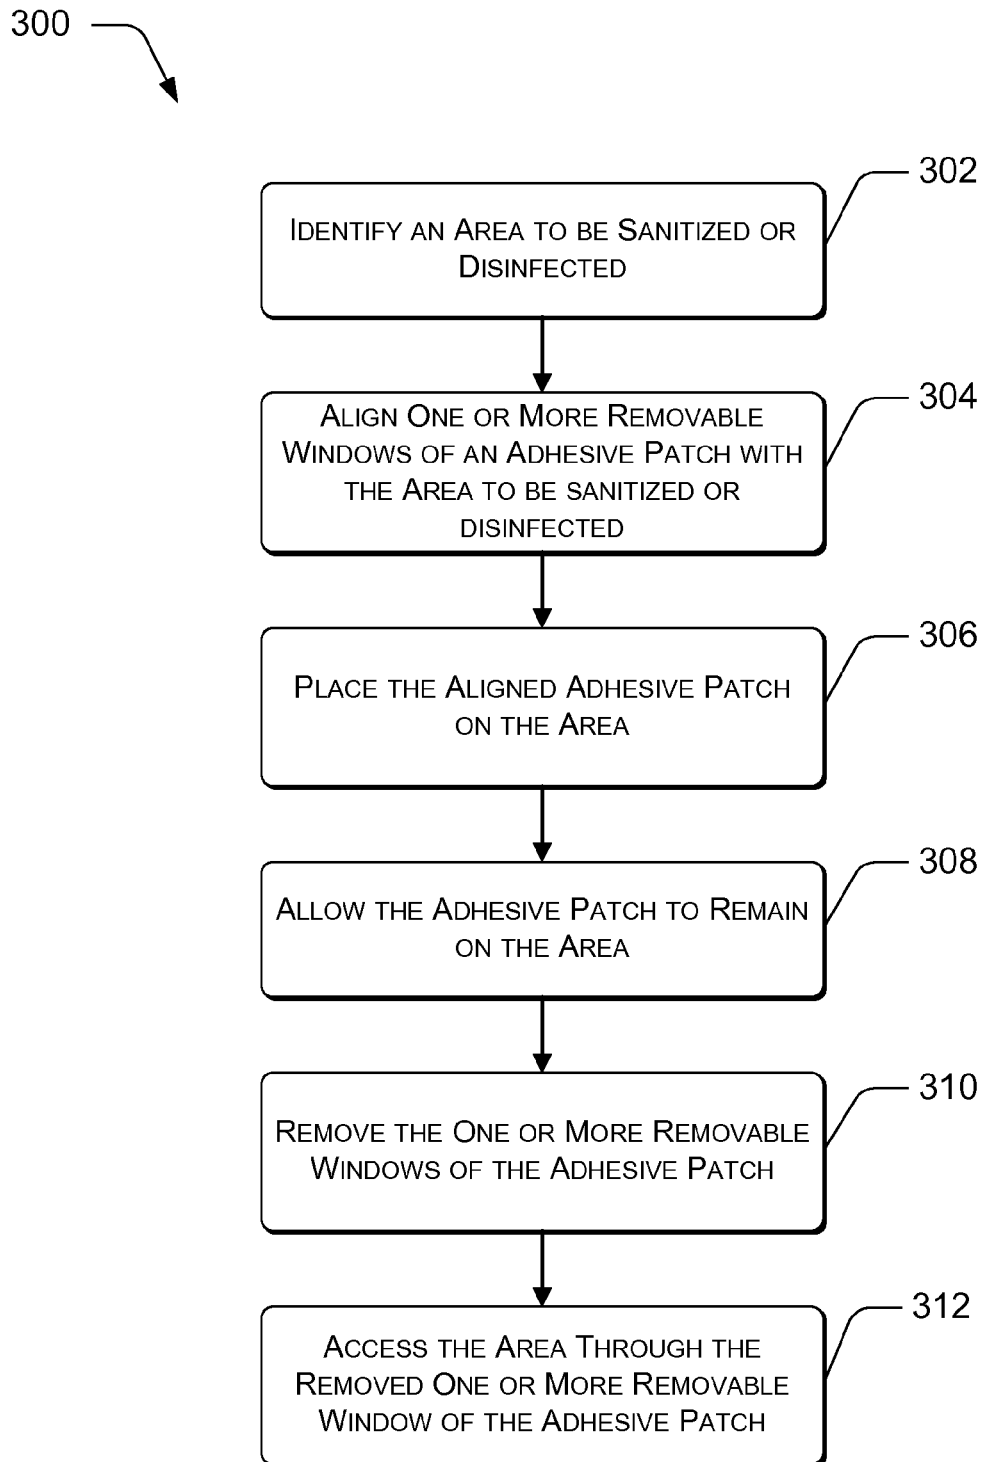 300
302
IDENTIFY AN AREA TO BE SANITIZED OR
DISINFECTED
304
ALIGN ONE OR MORE REMOVABLE
WINDOWS OF AN ADHESIVE PATCH WITH
THE AREA TO BE SANITIZED OR
DISINFECTED
306
PLACE THE ALIGNED ADHESIVE PATCH
ON THE AREA
308
ALLOW THE ADHESIVE PATCH TO REMAIN
ON THE AREA
310
REMOVE THE ONE OR MORE REMOVABLE
WINDOWS OF THE ADHESIVE PATCH
312
ACCESS THE AREA THROUGH THE
REMOVED ONE OR MORE REMOVABLE
WINDOW OF THE ADHESIVE PATCH